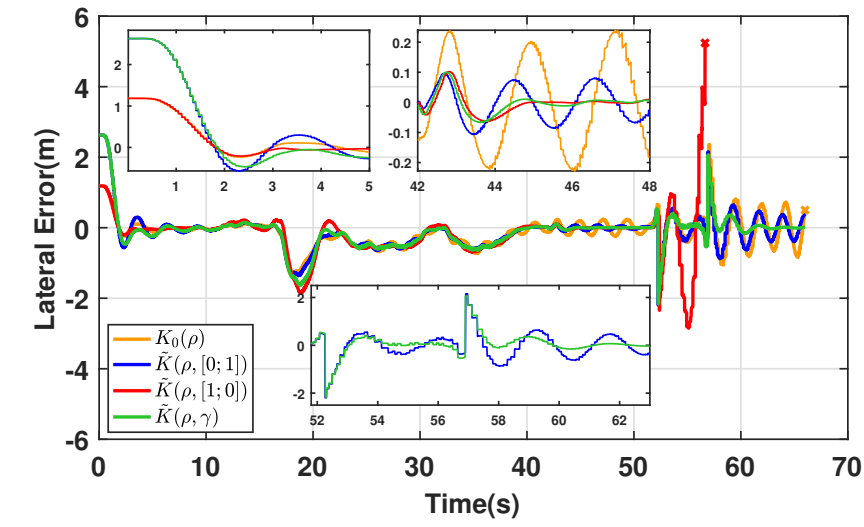 6
4
2
0
-2
-4
-6
Lateral Error(m)
2
1
0
1 2 3 4 5
0.2
0.1
0
-0.1
-0.2
42 44 46 48
2
0
-2
52 54 56 58 60 62
K₀(ρ)
K̃(ρ, [0; 1])
K̃(ρ, [1; 0])
K̃(ρ, γ)
0 10 20 30 40 50 60 70
Time(s)